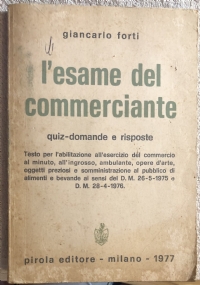 giancarlo forti
l'esame del
commerciante
quiz-domande e risposte
Testo per l'abilitazione all'esercizio del commercio
al minuto, all'ingrosso, ambulante, opere d'arte,
oggetti preziosi e somministrazione al pubblico di
alimenti e bevande ai sensi del D. M. 26-5-1975 e
D. M. 28-4-1976.
pirola editore - milano - 1977